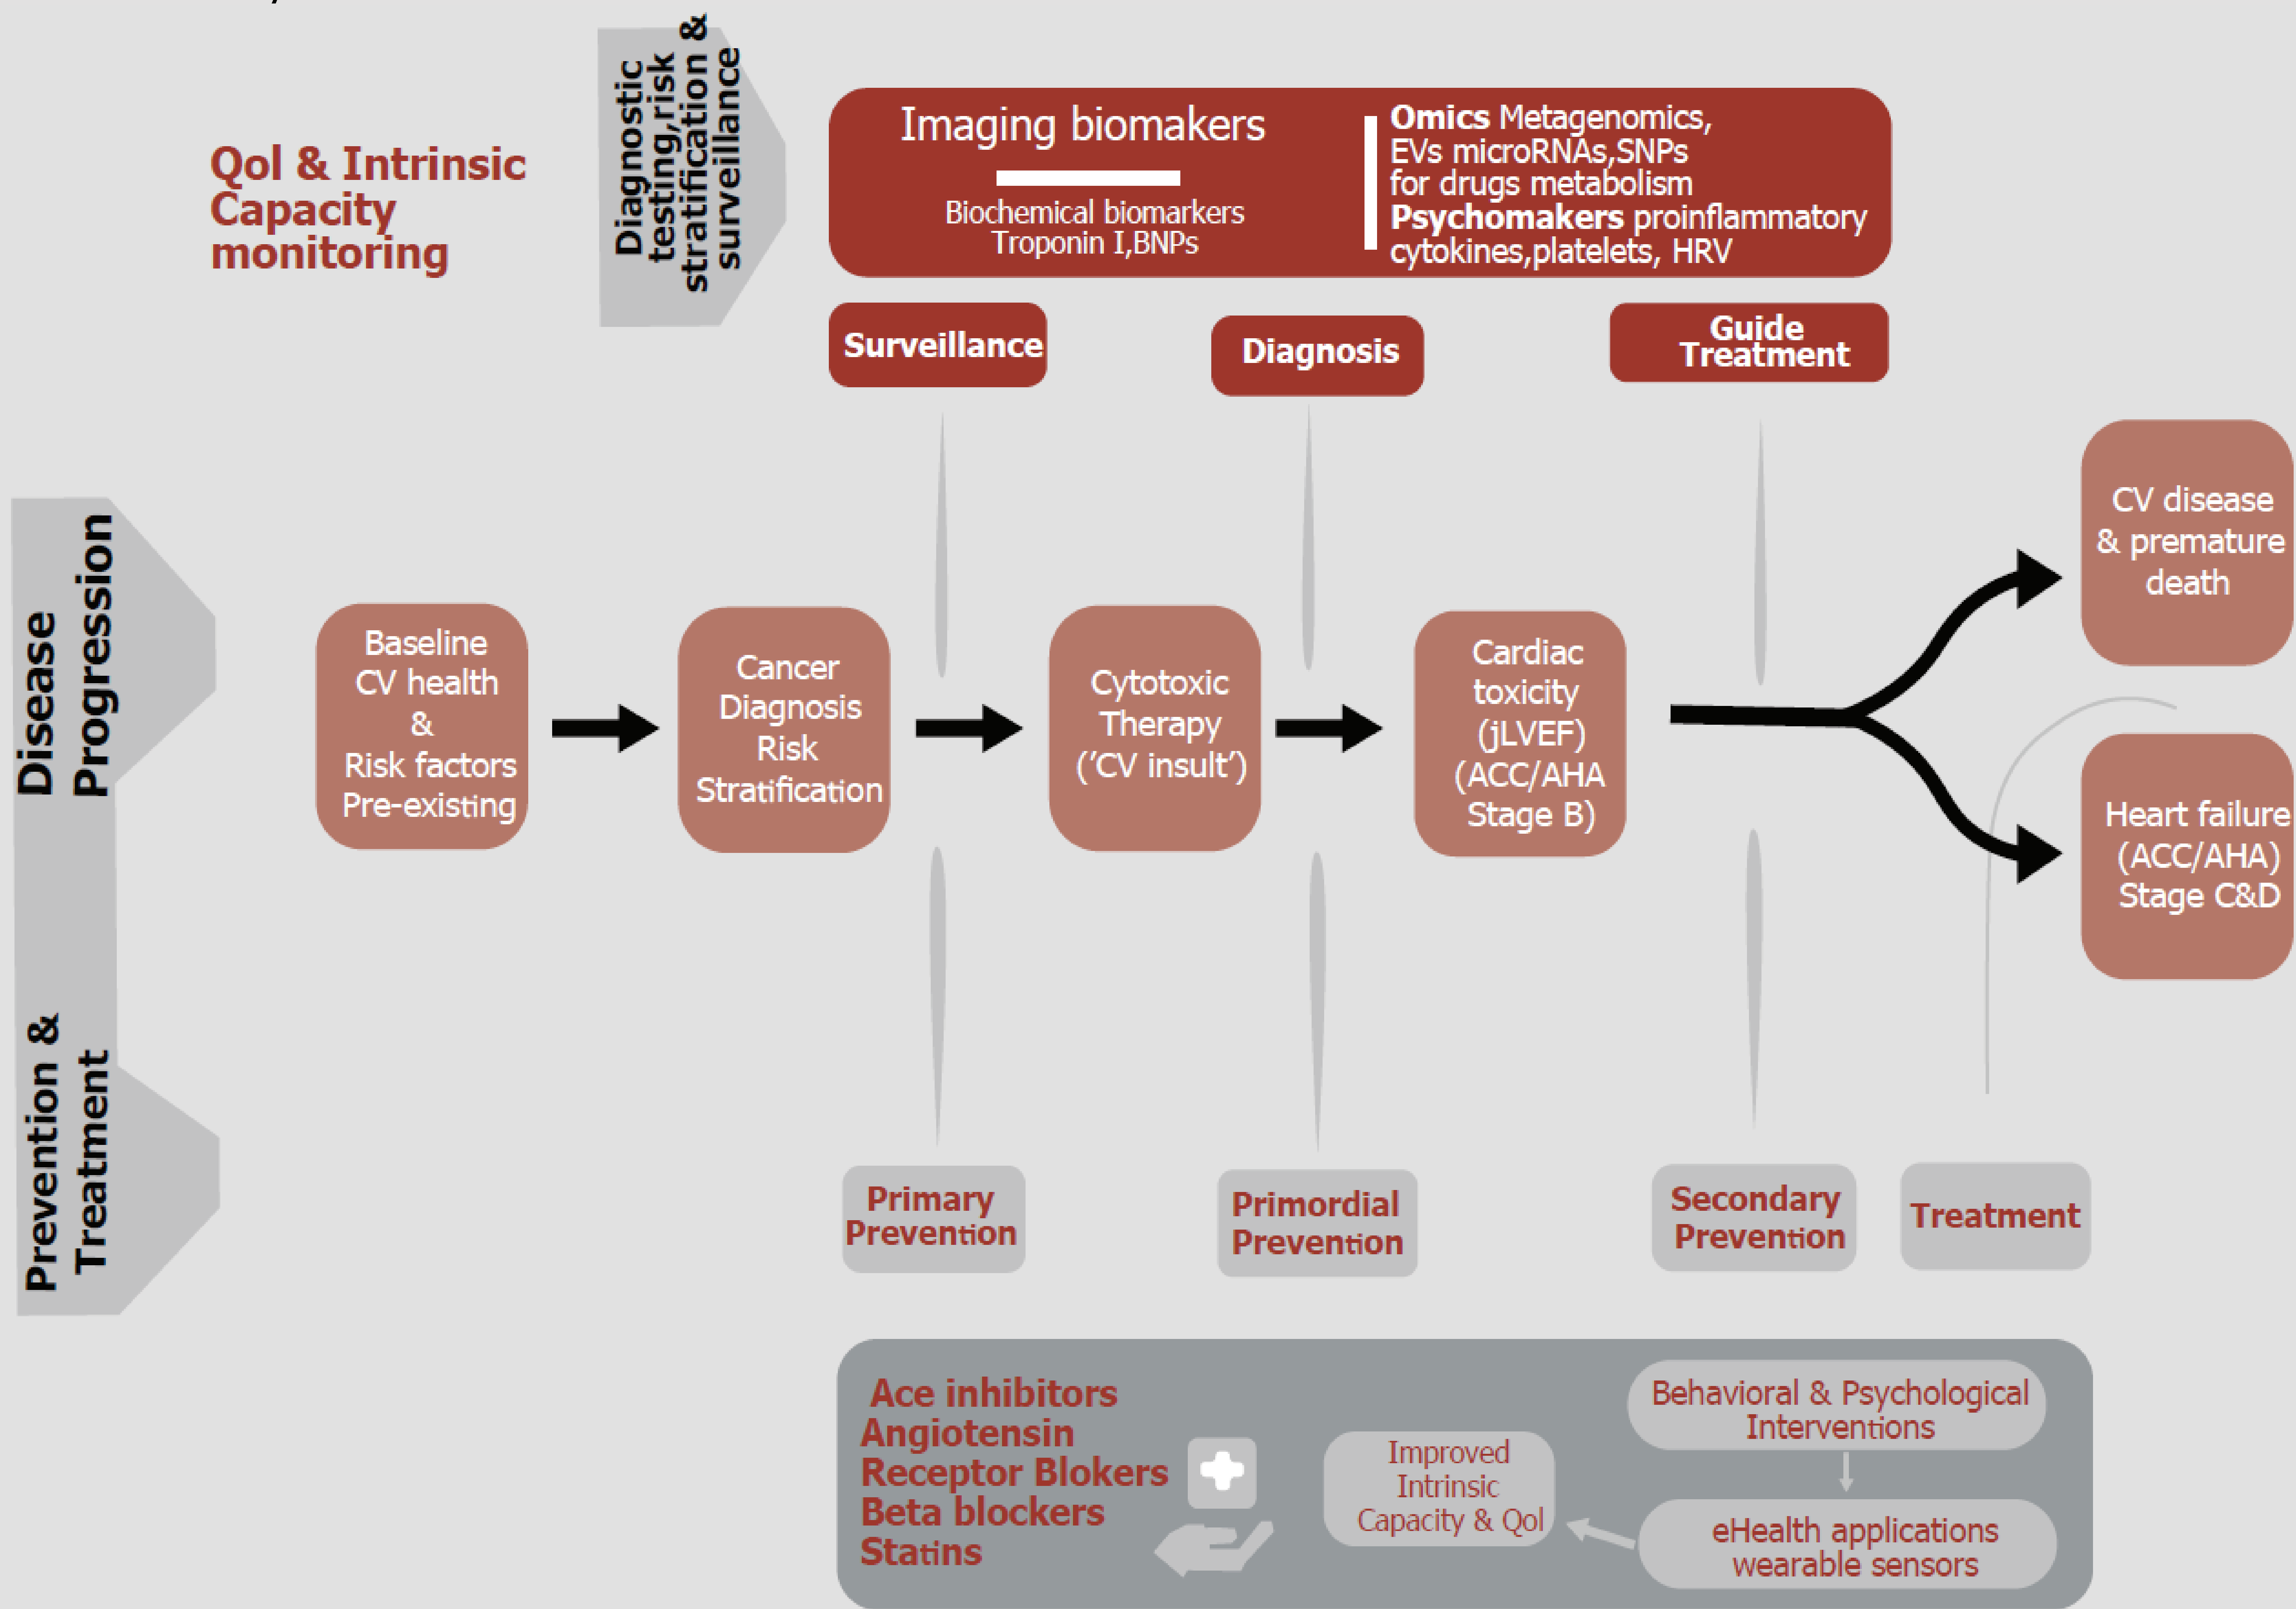 Diagnostic
testing,risk
stratification &
surveillance
Qol & Intrinsic
Capacity
monitoring
Imaging biomakers
Biochemical biomarkers
Troponin I,BNPs
Omics Metagenomics,
EVs microRNAs,SNPs
for drugs metabolism
Psychomakers proinflammatory
cytokines,platelets, HRV
Surveillance
Diagnosis
Guide
Treatment
Disease
Progression
Baseline
CV health
&
Risk factors
Pre-existing
Cancer
Diagnosis
Risk
Stratification
Cytotoxic
Therapy
('CV insult')
Cardiac
toxicity
(jLVEF)
(ACC/AHA
Stage B)
CV disease
& premature
death
Heart failure
(ACC/AHA)
Stage C&D
Prevention &
Treatment
Primary
Prevention
Primordial
Prevention
Secondary
Prevention
Treatment
Ace inhibitors
Angiotensin
Receptor Blokers
Beta blockers
Statins
Improved
Intrinsic
Capacity & Qol
Behavioral & Psychological
Interventions
eHealth applications
wearable sensors